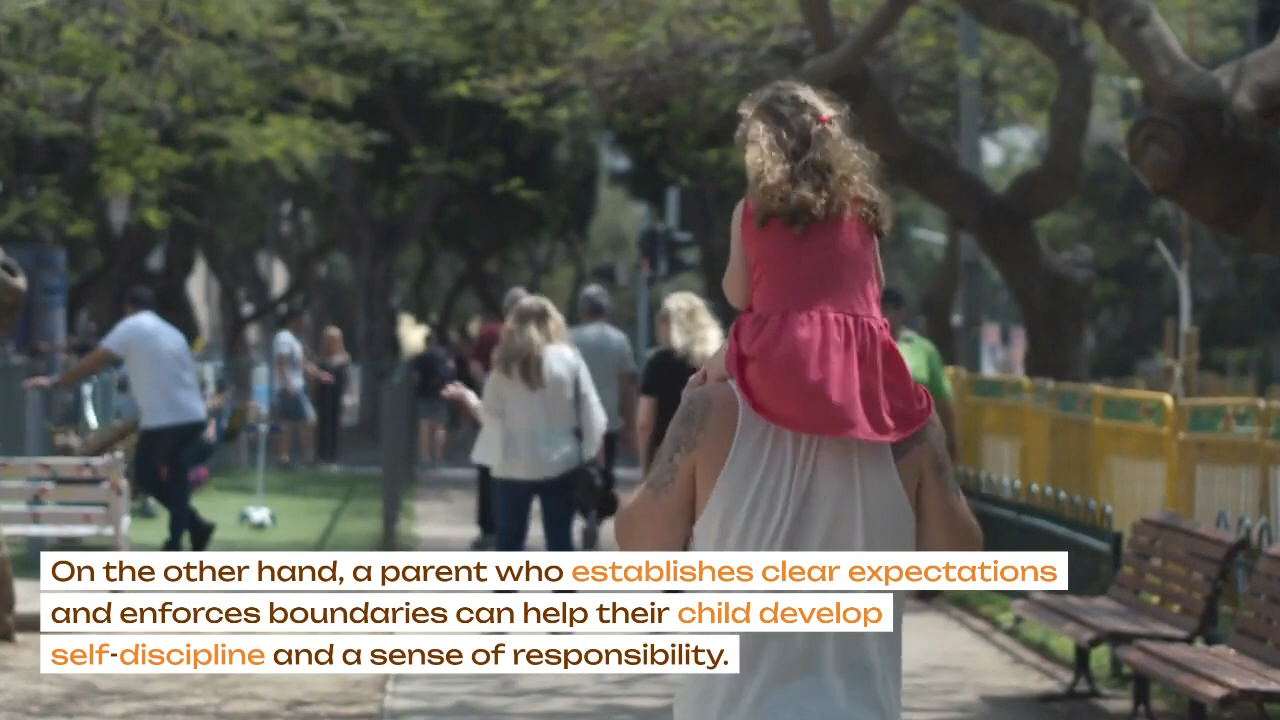 On the other hand, a parent who establishes clear expectations
and enforces boundaries can help their child develop
self-discipline and a sense of responsibility.